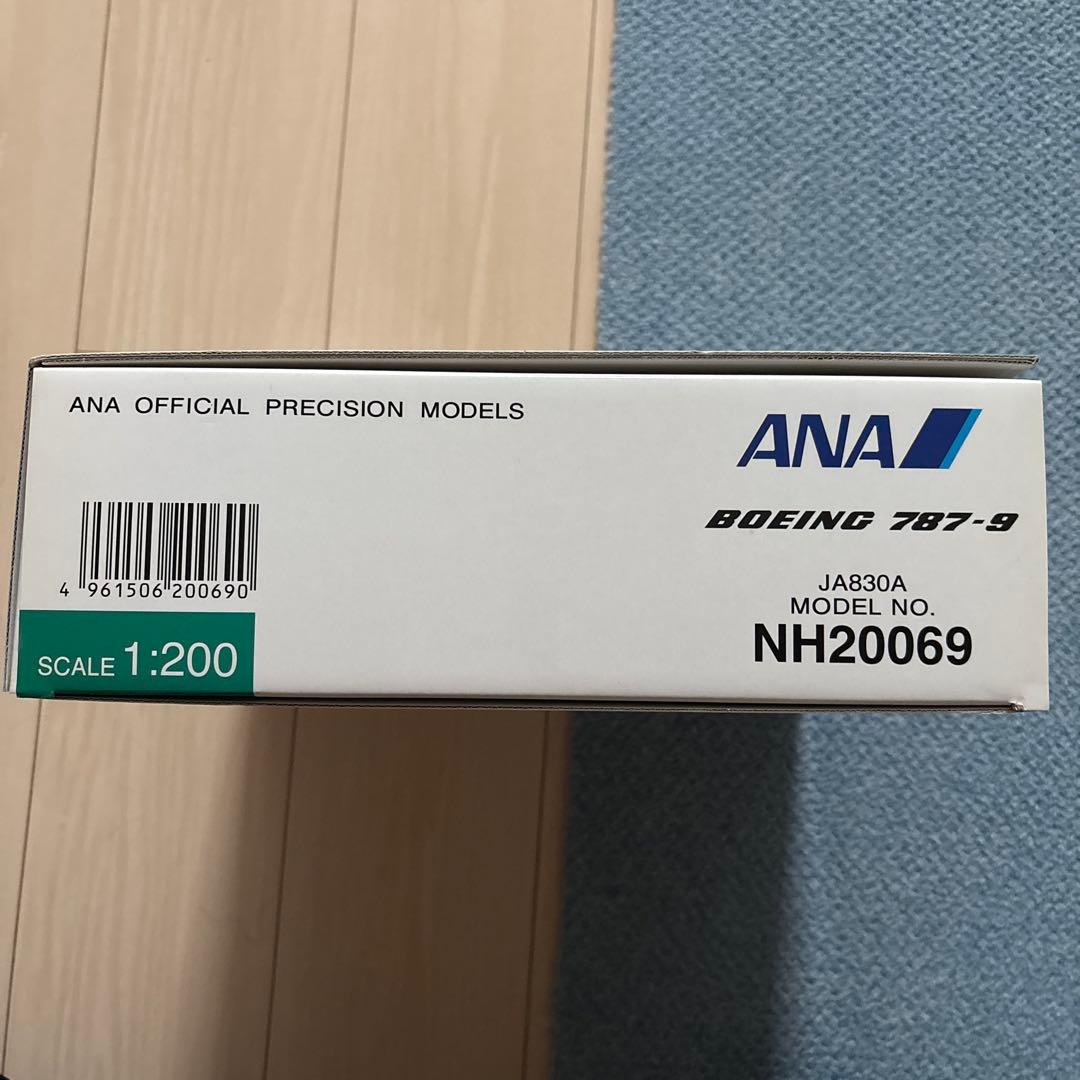 ANA OFFICIAL PRECISION MODELS
ANA
BOEING 787-9
4 961506 200690
JA830A
MODEL NO.
NH20069
SCALE 1:200